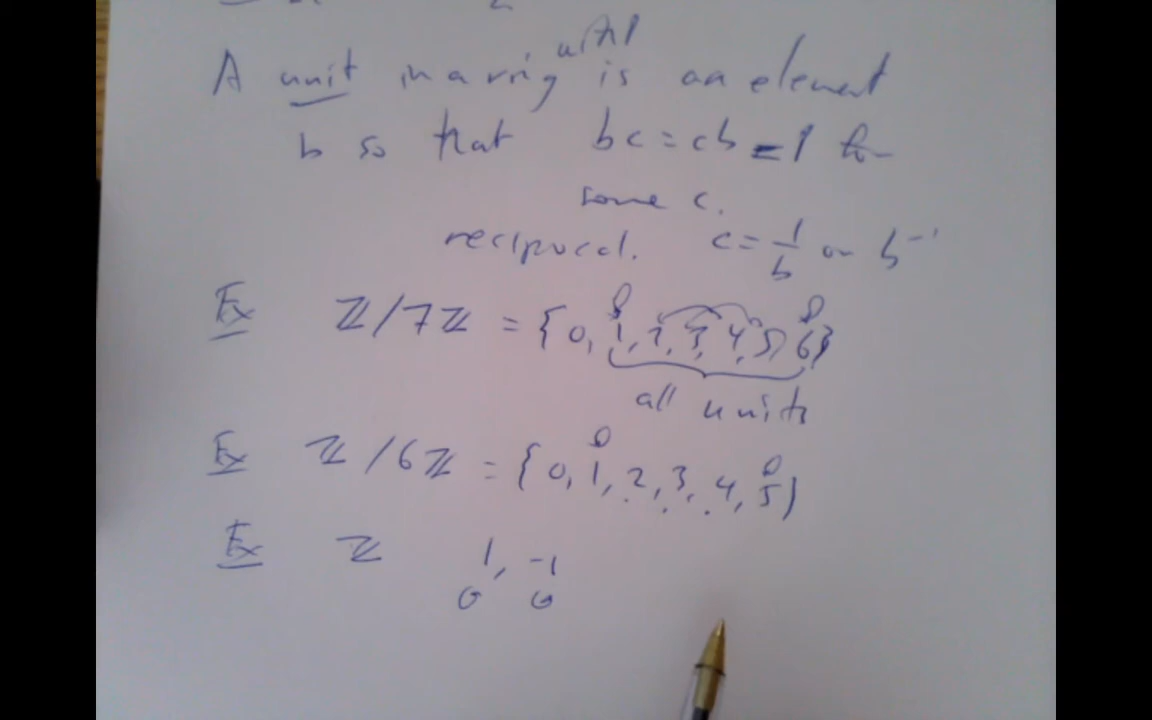 with 1
A unit in a ring is an element
b so that bc = cb = 1 for
some c.
reciprocal. c = 1/b or b⁻¹
Ex ℤ/7ℤ = {0, 1, 2, 3, 4, 5, 6}
all units
Ex ℤ/6ℤ = {0, 1, 2, 3, 4, 5}
Ex ℤ 1, -1